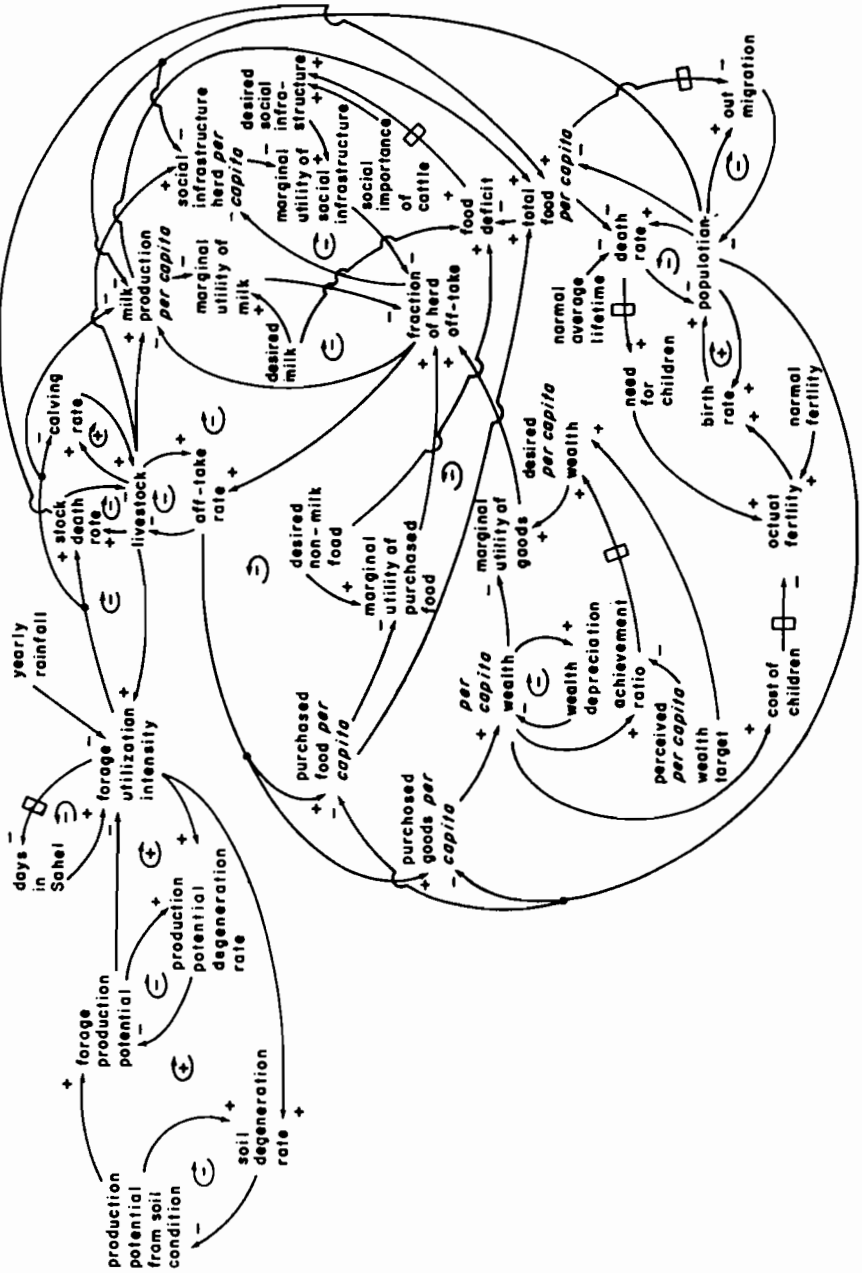 production
potential
from soil
condition
soil
degeneration
rate
forage
production
potential
production
potential
degeneration
rate
days
in
Sahel
forage
utilization
intensity
yearly
rainfall
stock
death
rate
calving
rate
livestock
off-take
rate
milk
production
per capita
marginal
utility of
milk
desired
milk
social
infrastructure
herd per
capita
desired
social
infra-
structure
marginal
utility of
social
infrastructure
social
importance
of cattle
fraction
of herd
off-take
food
deficit
total
food
per capita
desired
non-milk
food
marginal
utility of
purchased
food
purchased
food per
capita
purchased
goods per
capita
per
capita
wealth
marginal
utility of
goods
desired
per capita
wealth
wealth
depreciation
achievement
ratio
perceived
per capita
wealth
target
cost of
children
normal
average
lifetime
death
rate
need
for
children
birth
rate
population
out
migration
actual
fertility
normal
fertility